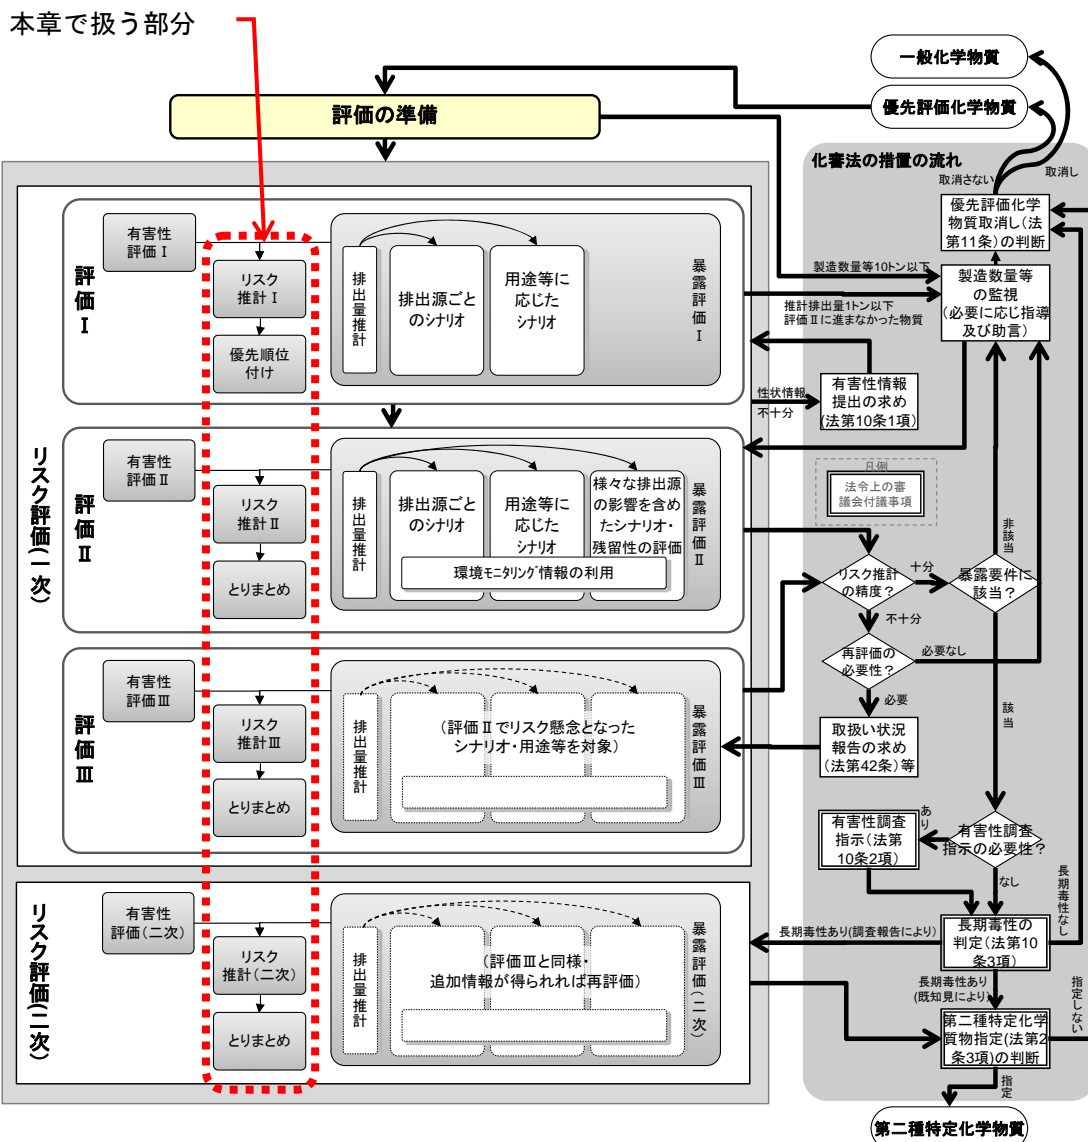 本章で扱う部分
一般化学物質
優先評価化学物質
評価の準備
化審法の措置の流れ
取消さない
取消し
優先評価化学
物質取消し(法
第11条)の判断
製造数量等10トン以下
製造数量等
の監視
(必要に応じ指導
及び助言)
推計排出量1トン以下
評価Ⅱに進まなかった物質
リスク評価(一次)
評価Ⅰ
有害性
評価Ⅰ
リスク
推計Ⅰ
優先順位
付け
排出量推計
排出源ごと
のシナリオ
用途等に
応じた
シナリオ
暴露評価Ⅰ
性状情報
不十分
有害性情報
提出の求め
(法第10条1項)
評価Ⅱ
有害性
評価Ⅱ
リスク
推計Ⅱ
とりまとめ
排出量推計
排出源ごと
のシナリオ
用途等に
応じた
シナリオ
様々な排出源
の影響を含め
たシナリオ・
残留性の評価
環境モニタリング情報の利用
暴露評価Ⅱ
凡例
法令上の審
議会付議事項
リスク推計
の精度?
十分
不十分
暴露要件に
該当?
非該当
該当
再評価の
必要性?
必要なし
必要
取扱い状況
報告の求め
(法第42条)等
評価Ⅲ
有害性
評価Ⅲ
リスク
推計Ⅲ
とりまとめ
排出量推計
(評価Ⅱでリスク懸念となった
シナリオ・用途等を対象)
暴露評価Ⅲ
有害性調査
指示(法第
10条2項)
あり
有害性調査
指示の必要性?
なし
長期毒性なし
リスク評価(二次)
有害性
評価(二次)
リスク
推計(二次)
とりまとめ
排出量推計
(評価Ⅲと同様・
追加情報が得られれば再評価)
暴露評価(二次)
長期毒性あり(調査報告により)
長期毒性の
判定(法第10
条3項)
長期毒性あり
(既知見により)
指定しない
第二種特定化学
質物指定(法第2
条3項)の判断
指定
第二種特定化学物質